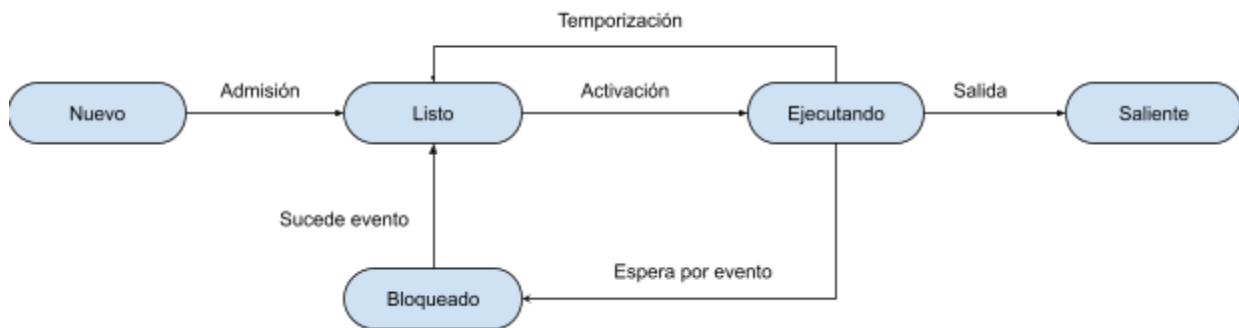 Temporización
Admisión
Activación
Salida
Nuevo
Listo
Ejecutando
Saliente
Sucede evento
Espera por evento
Bloqueado